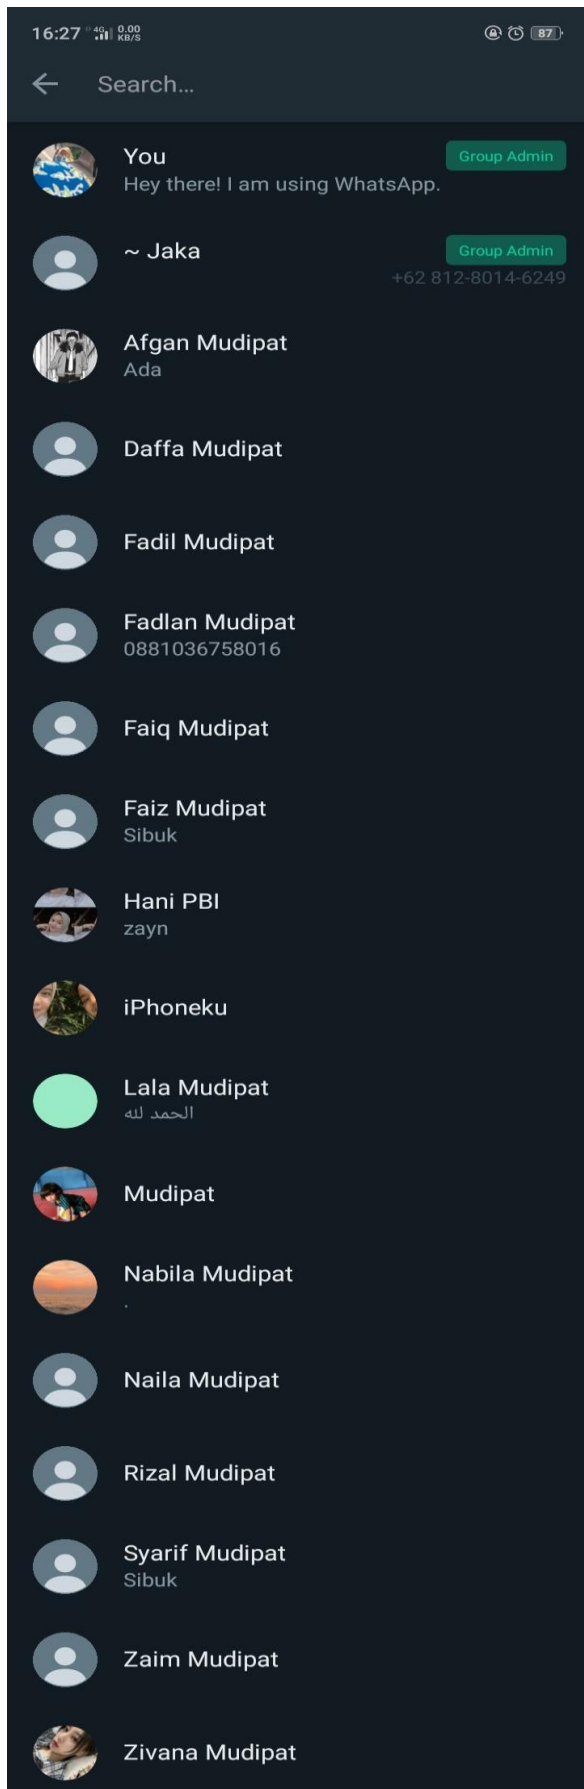 16:27 4G 0.00 KB/S 87
Search...
You Group Admin
Hey there! I am using WhatsApp.
~ Jaka Group Admin
+62 812-8014-6249
Afgan Mudipat
Ada
Daffa Mudipat
Fadil Mudipat
Fadlan Mudipat
0881036758016
Faiq Mudipat
Faiz Mudipat
Sibuk
Hani PBI
zayn
iPhoneku
Lala Mudipat
الحمد لله
Mudipat
Nabila Mudipat
.
Naila Mudipat
Rizal Mudipat
Syarif Mudipat
Sibuk
Zaim Mudipat
Zivana Mudipat